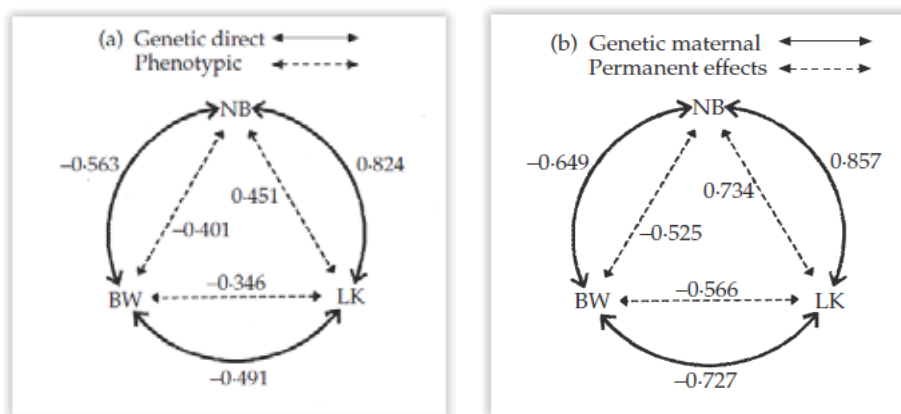 (a) Genetic direct
Phenotypic
NB
−0·563
0·824
0·451
−0·401
−0·346
BW
LK
−0·491
(b) Genetic maternal
Permanent effects
NB
−0·649
0·857
0·734
−0·525
−0·566
BW
LK
−0·727